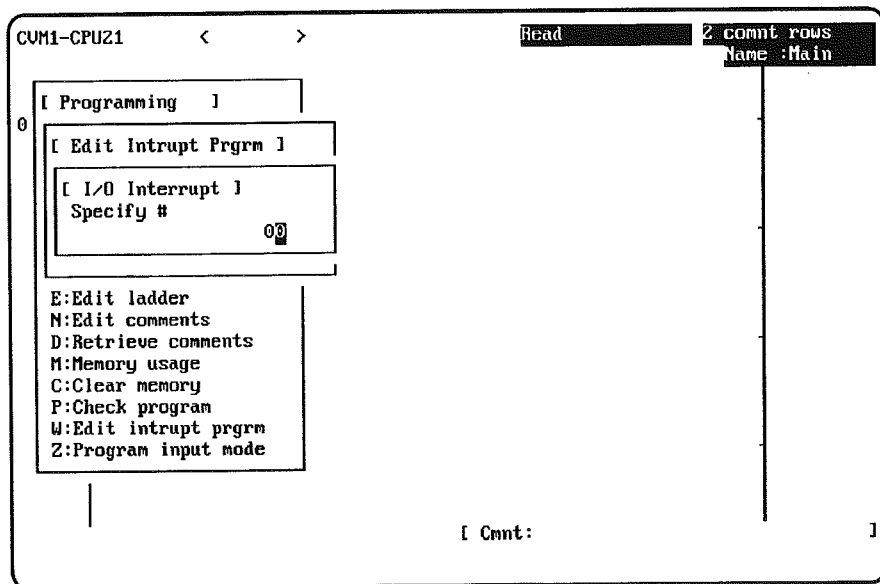 CVM1-CPU21 < > Read 2 comnt rows
Name :Main
[ Programming ]
0
[ Edit Intrupt Prgrm ]
[ I/O Interrupt ]
Specify #
00
E:Edit ladder
N:Edit comments
D:Retrieve comments
M:Memory usage
C:Clear memory
P:Check program
W:Edit intrupt prgrm
Z:Program input mode
[ Cmnt: ]